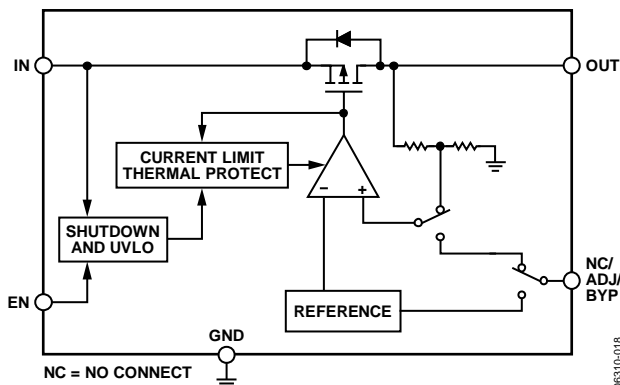 IN
OUT
CURRENT LIMIT
THERMAL PROTECT
– +
SHUTDOWN
AND UVLO
NC/
ADJ/
BYP
EN
REFERENCE
GND
NC = NO CONNECT